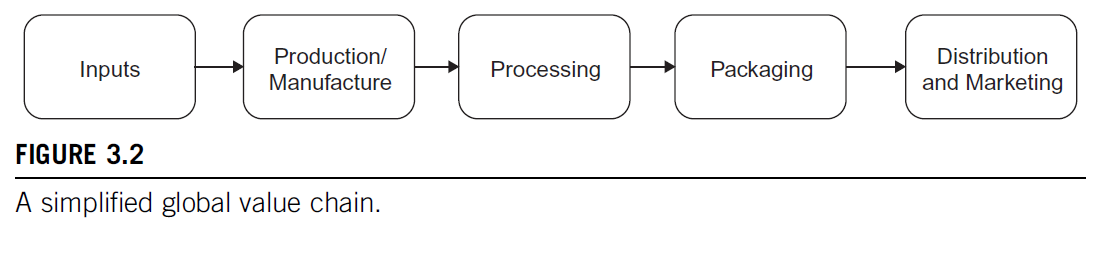 Inputs
Production/
Manufacture
Processing
Packaging
Distribution
and Marketing
FIGURE 3.2
A simplified global value chain.